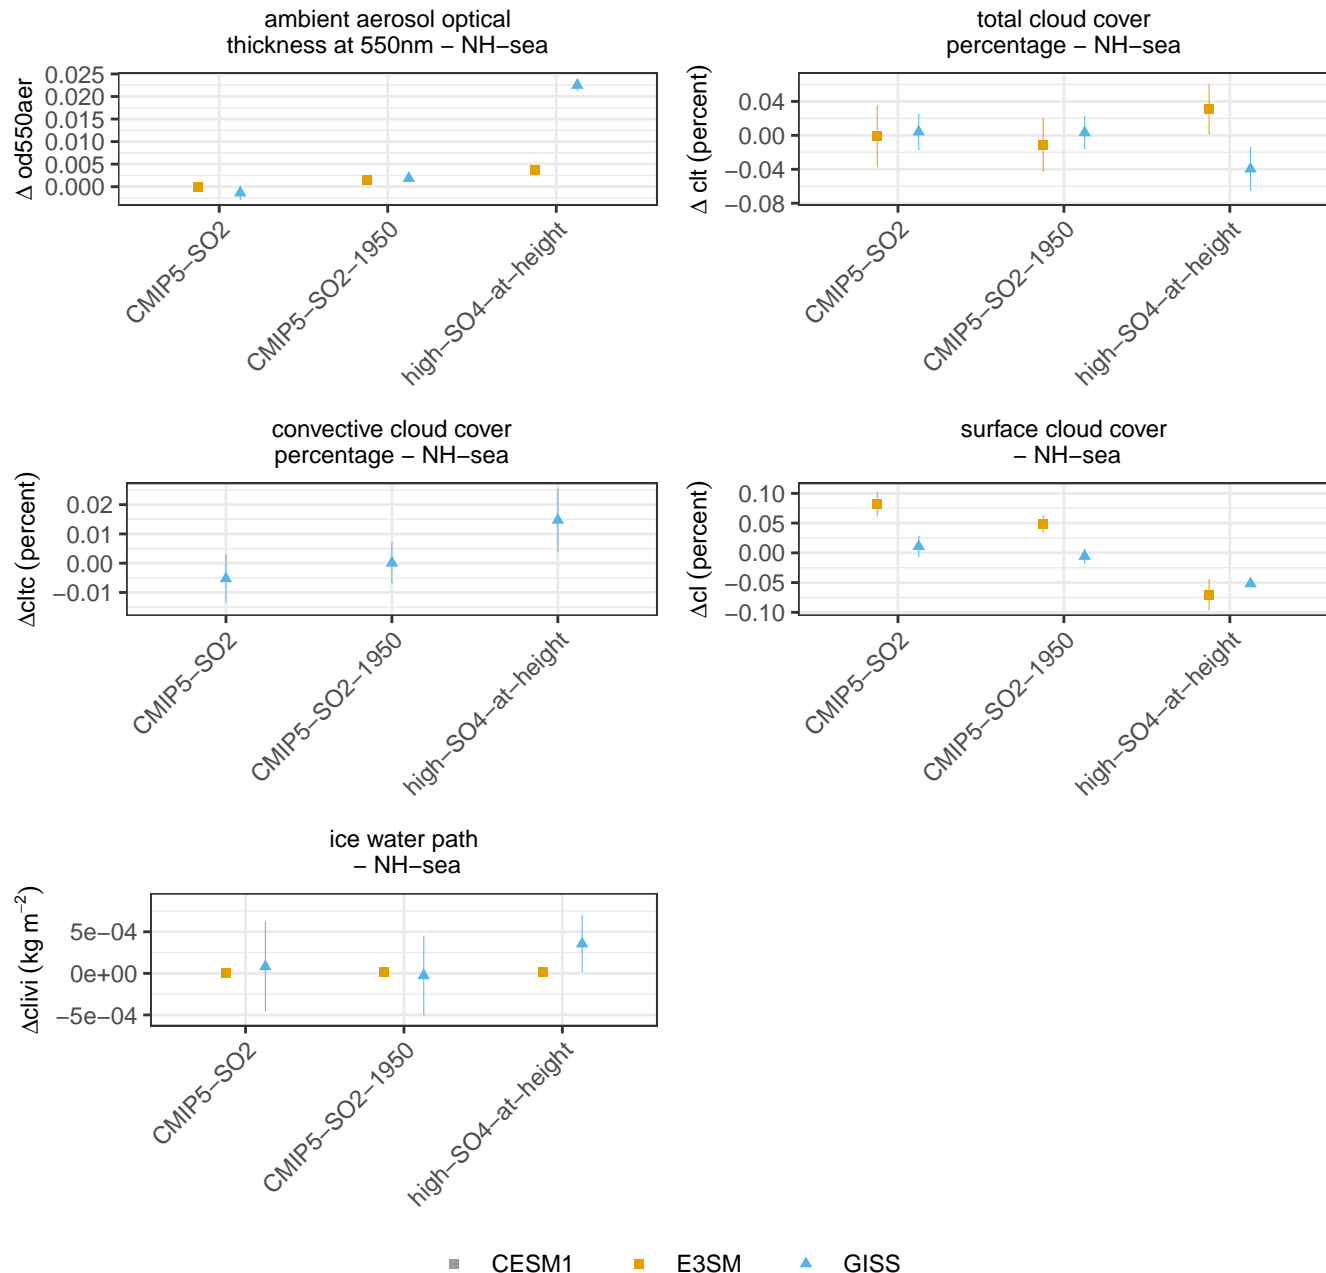 ambient aerosol optical
thickness at 550nm − NH−sea
Δ od550aer
0.025
0.020
0.015
0.010
0.005
0.000
CMIP5−SO2
CMIP5−SO2−1950
high−SO4−at−height
total cloud cover
percentage − NH−sea
Δ clt (percent)
0.04
0.00
−0.04
−0.08
CMIP5−SO2
CMIP5−SO2−1950
high−SO4−at−height
convective cloud cover
percentage − NH−sea
Δcltc (percent)
0.02
0.01
0.00
−0.01
CMIP5−SO2
CMIP5−SO2−1950
high−SO4−at−height
surface cloud cover
− NH−sea
Δcl (percent)
0.10
0.05
0.00
−0.05
−0.10
CMIP5−SO2
CMIP5−SO2−1950
high−SO4−at−height
ice water path
− NH−sea
Δclivi (kg m⁻²)
5e−04
0e+00
−5e−04
CMIP5−SO2
CMIP5−SO2−1950
high−SO4−at−height
CESM1 E3SM GISS